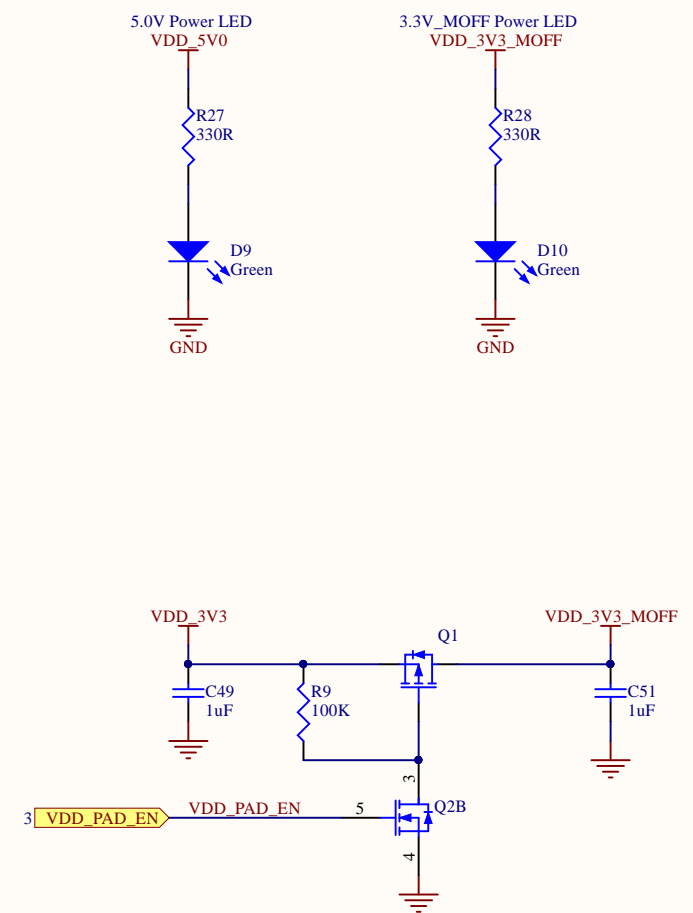 5.0V Power LED
VDD_5V0
R27
330R
D9
Green
GND
3.3V_MOFF Power LED
VDD_3V3_MOFF
R28
330R
D10
Green
GND
VDD_3V3
C49
1uF
R9
100K
Q1
VDD_3V3_MOFF
C51
1uF
3
Q2B
5
4
3 VDD_PAD_EN
VDD_PAD_EN